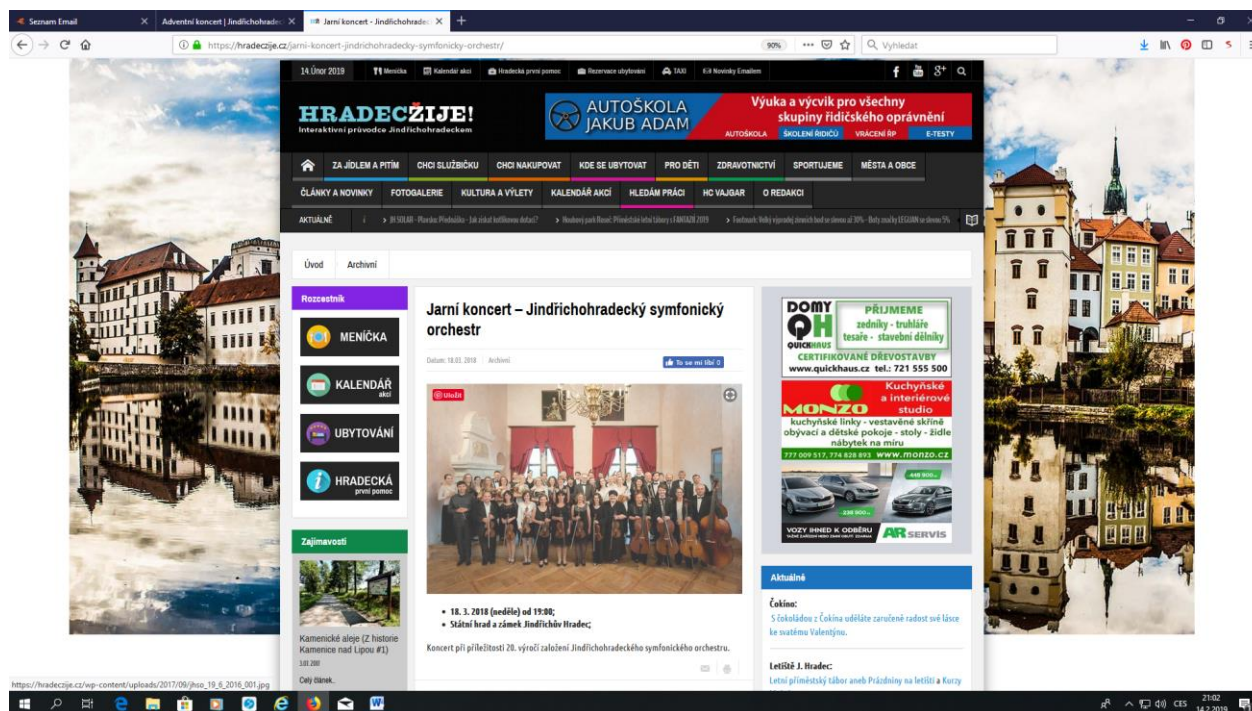 Seznam Email
Adventní koncert | Jindřichohradec
Jarní koncert - Jindřichohradec
https://hradeczije.cz/jarni-koncert-jindrichohradecky-symfonicky-orchestr/
90%
Vyhledat
14.Únor 2019
Menička
Kalendář akcí
Hradecká první pomoc
Rezervace ubytování
TAXI
Novinky Emailem
HRADECŽIJE!
Interaktivní průvodce Jindřichohradeckem
AUTOŠKOLA
JAKUB ADAM
Výuka a výcvik pro všechny
skupiny řidičského oprávnění
AUTOŠKOLA ŠKOLENÍ ŘIDIČŮ VRÁCENÍ ŘP E-TESTY
ZA JÍDLEM A PITÍM CHCI SLUŽBIČKU CHCI NAKUPOVAT KDE SE UBYTOVAT PRO DĚTI ZDRAVOTNICTVÍ SPORTUJEME MĚSTA A OBCE
ČLÁNKY A NOVINKY FOTOGALERIE KULTURA A VÝLETY KALENDÁŘ AKCÍ HLEDÁM PRÁCI HC VAJGAR O REDAKCI
AKTUÁLNĚ
Úvod Archivní
Rozcestník
MENÍČKA
KALENDÁŘ
akcí
UBYTOVÁNÍ
HRADECKÁ
první pomoc
Zajímavosti
Kamenické aleje (Z historie
Kamenice nad Lipou #1)
Celý článek..
Jarní koncert – Jindřichohradecký symfonický
orchestr
Datum: 18.03. 2018 Archivní
To se mi líbí 0
Uložit
• 18. 3. 2018 (neděle) od 19:00;
• Státní hrad a zámek Jindřichův Hradec;
Koncert při příležitosti 20. výročí založení Jindřichohradeckého symfonického orchestru.
DOMY
QH
QUICKHAUS
PŘIJMEME
zedníky - truhláře
tesaře - stavební dělníky
CERTIFIKOVANÉ DŘEVOSTAVBY
www.quickhaus.cz tel.: 721 555 500
MONZO
Kuchyňské
a interiérové
studio
kuchyňské linky - vestavěné skříně
obývací a dětské pokoje - stoly - židle
nábytek na míru
777 009 517, 774 828 893 www.monzo.cz
VOZY IHNED K ODBĚRU
AR SERVIS
Aktuálně
Čokíno:
S čokoládou z Čokína uděláte zaručeně radost své lásce
ke svatému Valentýnu.
Letiště J. Hradec:
Letní příměstský tábor aneb Prázdniny na letišti a Kurzy
https://hradeczije.cz/wp-content/uploads/2017/09/jhso_19_6_2016_001.jpg
CES
21:02
14.2.2019